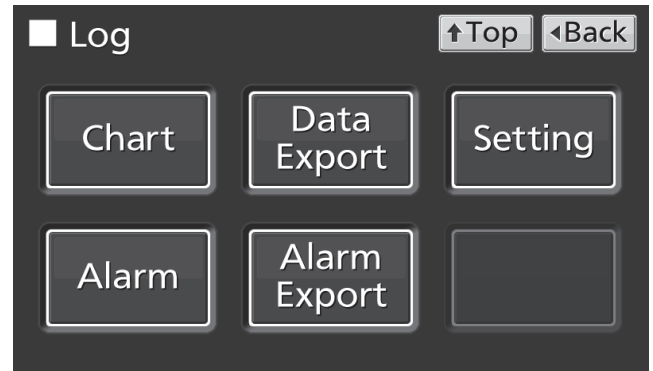 Log
Top
Back
Chart
Data
Export
Setting
Alarm
Alarm
Export